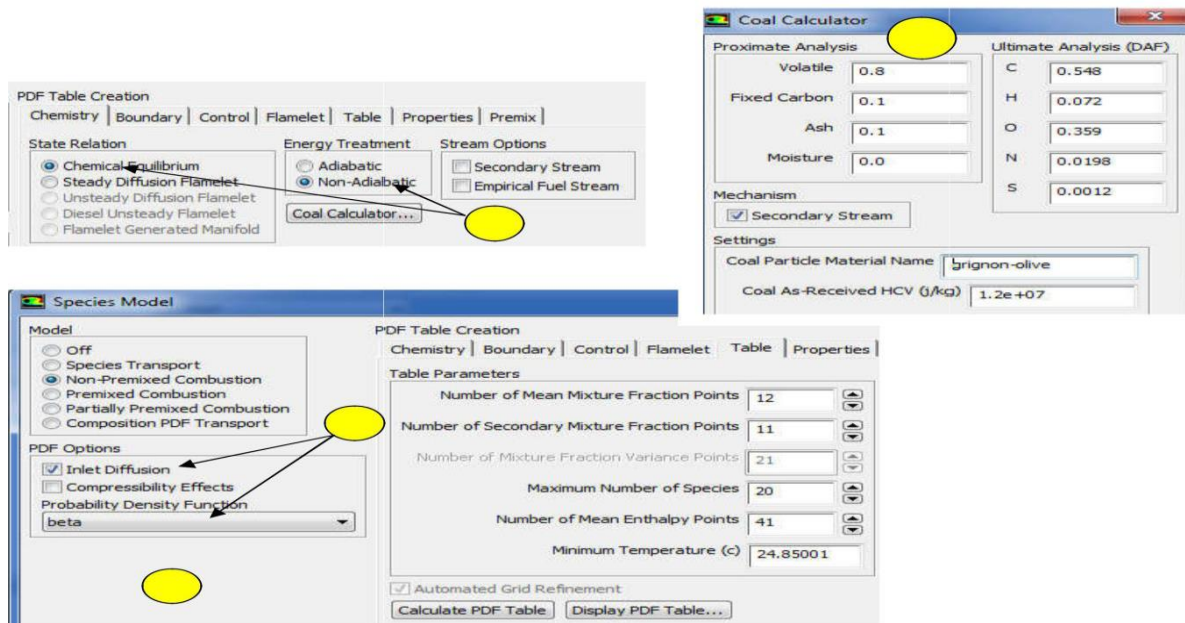 PDF Table Creation
Chemistry Boundary Control Flamelet Table Properties Premix
State Relation
Chemical Equilibrium
Steady Diffusion Flamelet
Unsteady Diffusion Flamelet
Diesel Unsteady Flamelet
Flamelet Generated Manifold
Energy Treatment
Adiabatic
Non-Adialbatic
Coal Calculator...
Stream Options
Secondary Stream
Empirical Fuel Stream
Coal Calculator
Proximate Analysis
Volatile 0.8
Fixed Carbon 0.1
Ash 0.1
Moisture 0.0
Ultimate Analysis (DAF)
C 0.548
H 0.072
O 0.359
N 0.0198
S 0.0012
Mechanism
Secondary Stream
Settings
Coal Particle Material Name grignon-olive
Coal As-Received HCV (j/kg) 1.2e+07
Species Model
Model
Off
Species Transport
Non-Premixed Combustion
Premixed Combustion
Partially Premixed Combustion
Composition PDF Transport
PDF Options
Inlet Diffusion
Compressibility Effects
Probability Density Function
beta
PDF Table Creation
Chemistry Boundary Control Flamelet Table Properties
Table Parameters
Number of Mean Mixture Fraction Points 12
Number of Secondary Mixture Fraction Points 11
Number of Mixture Fraction Variance Points 21
Maximum Number of Species 20
Number of Mean Enthalpy Points 41
Minimum Temperature (c) 24.85001
Automated Grid Refinement
Calculate PDF Table Display PDF Table...